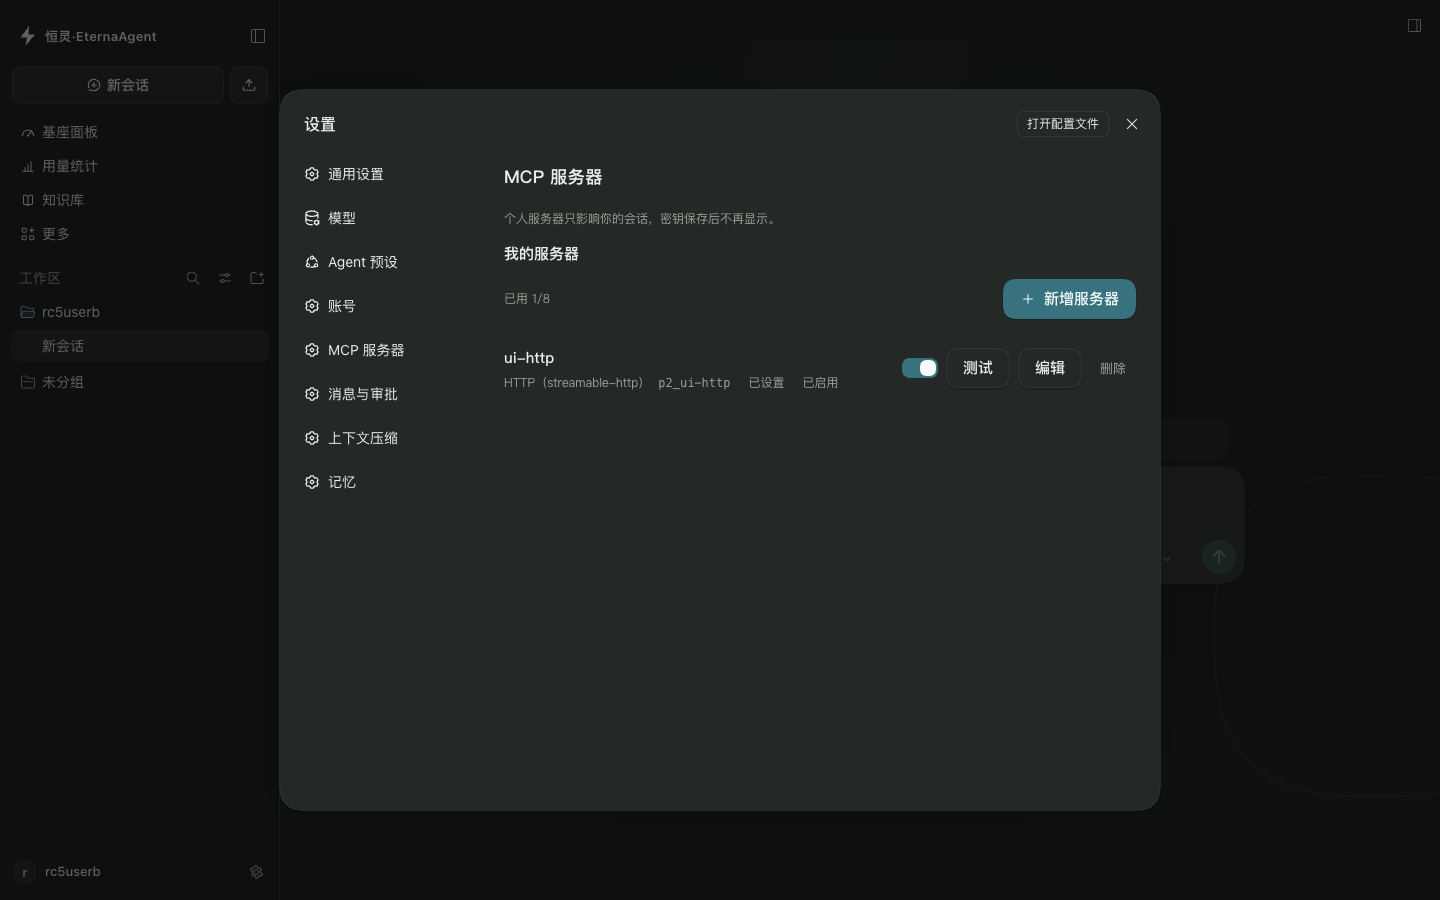 恒灵·EternaAgent
新会话
基座面板
用量统计
知识库
更多
工作区
rc5userb
新会话
未分组
r rc5userb
设置
打开配置文件
通用设置
模型
Agent 预设
账号
MCP 服务器
消息与审批
上下文压缩
记忆
MCP 服务器
个人服务器只影响你的会话，密钥保存后不再显示。
我的服务器
已用 1/8
新增服务器
ui-http
HTTP（streamable-http） p2_ui-http 已设置 已启用
测试 编辑 删除